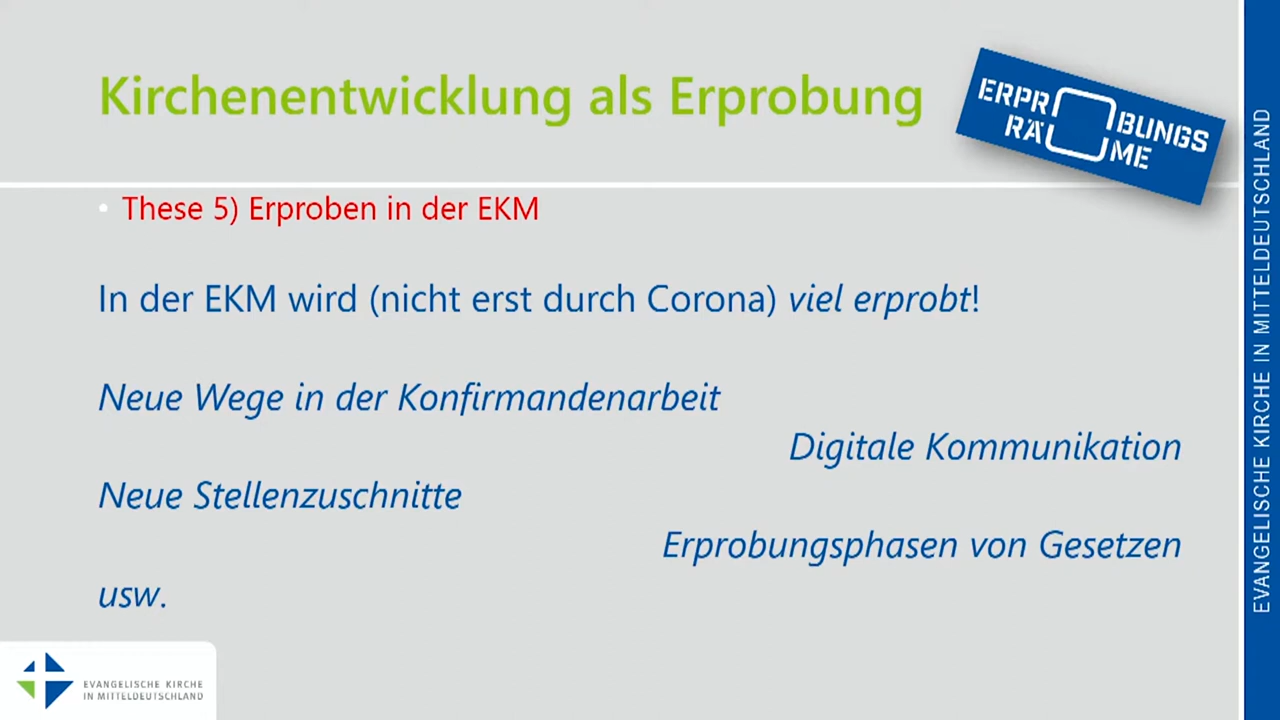 Kirchenentwicklung als Erprobung
ERPROBUNGS
RÄUME
• These 5) Erproben in der EKM
In der EKM wird (nicht erst durch Corona) viel erprobt!
Neue Wege in der Konfirmandenarbeit
Digitale Kommunikation
Neue Stellenzuschnitte
Erprobungsphasen von Gesetzen
usw.
EVANGELISCHE KIRCHE
IN MITTELDEUTSCHLAND
EVANGELISCHE KIRCHE IN MITTELDEUTSCHLAND